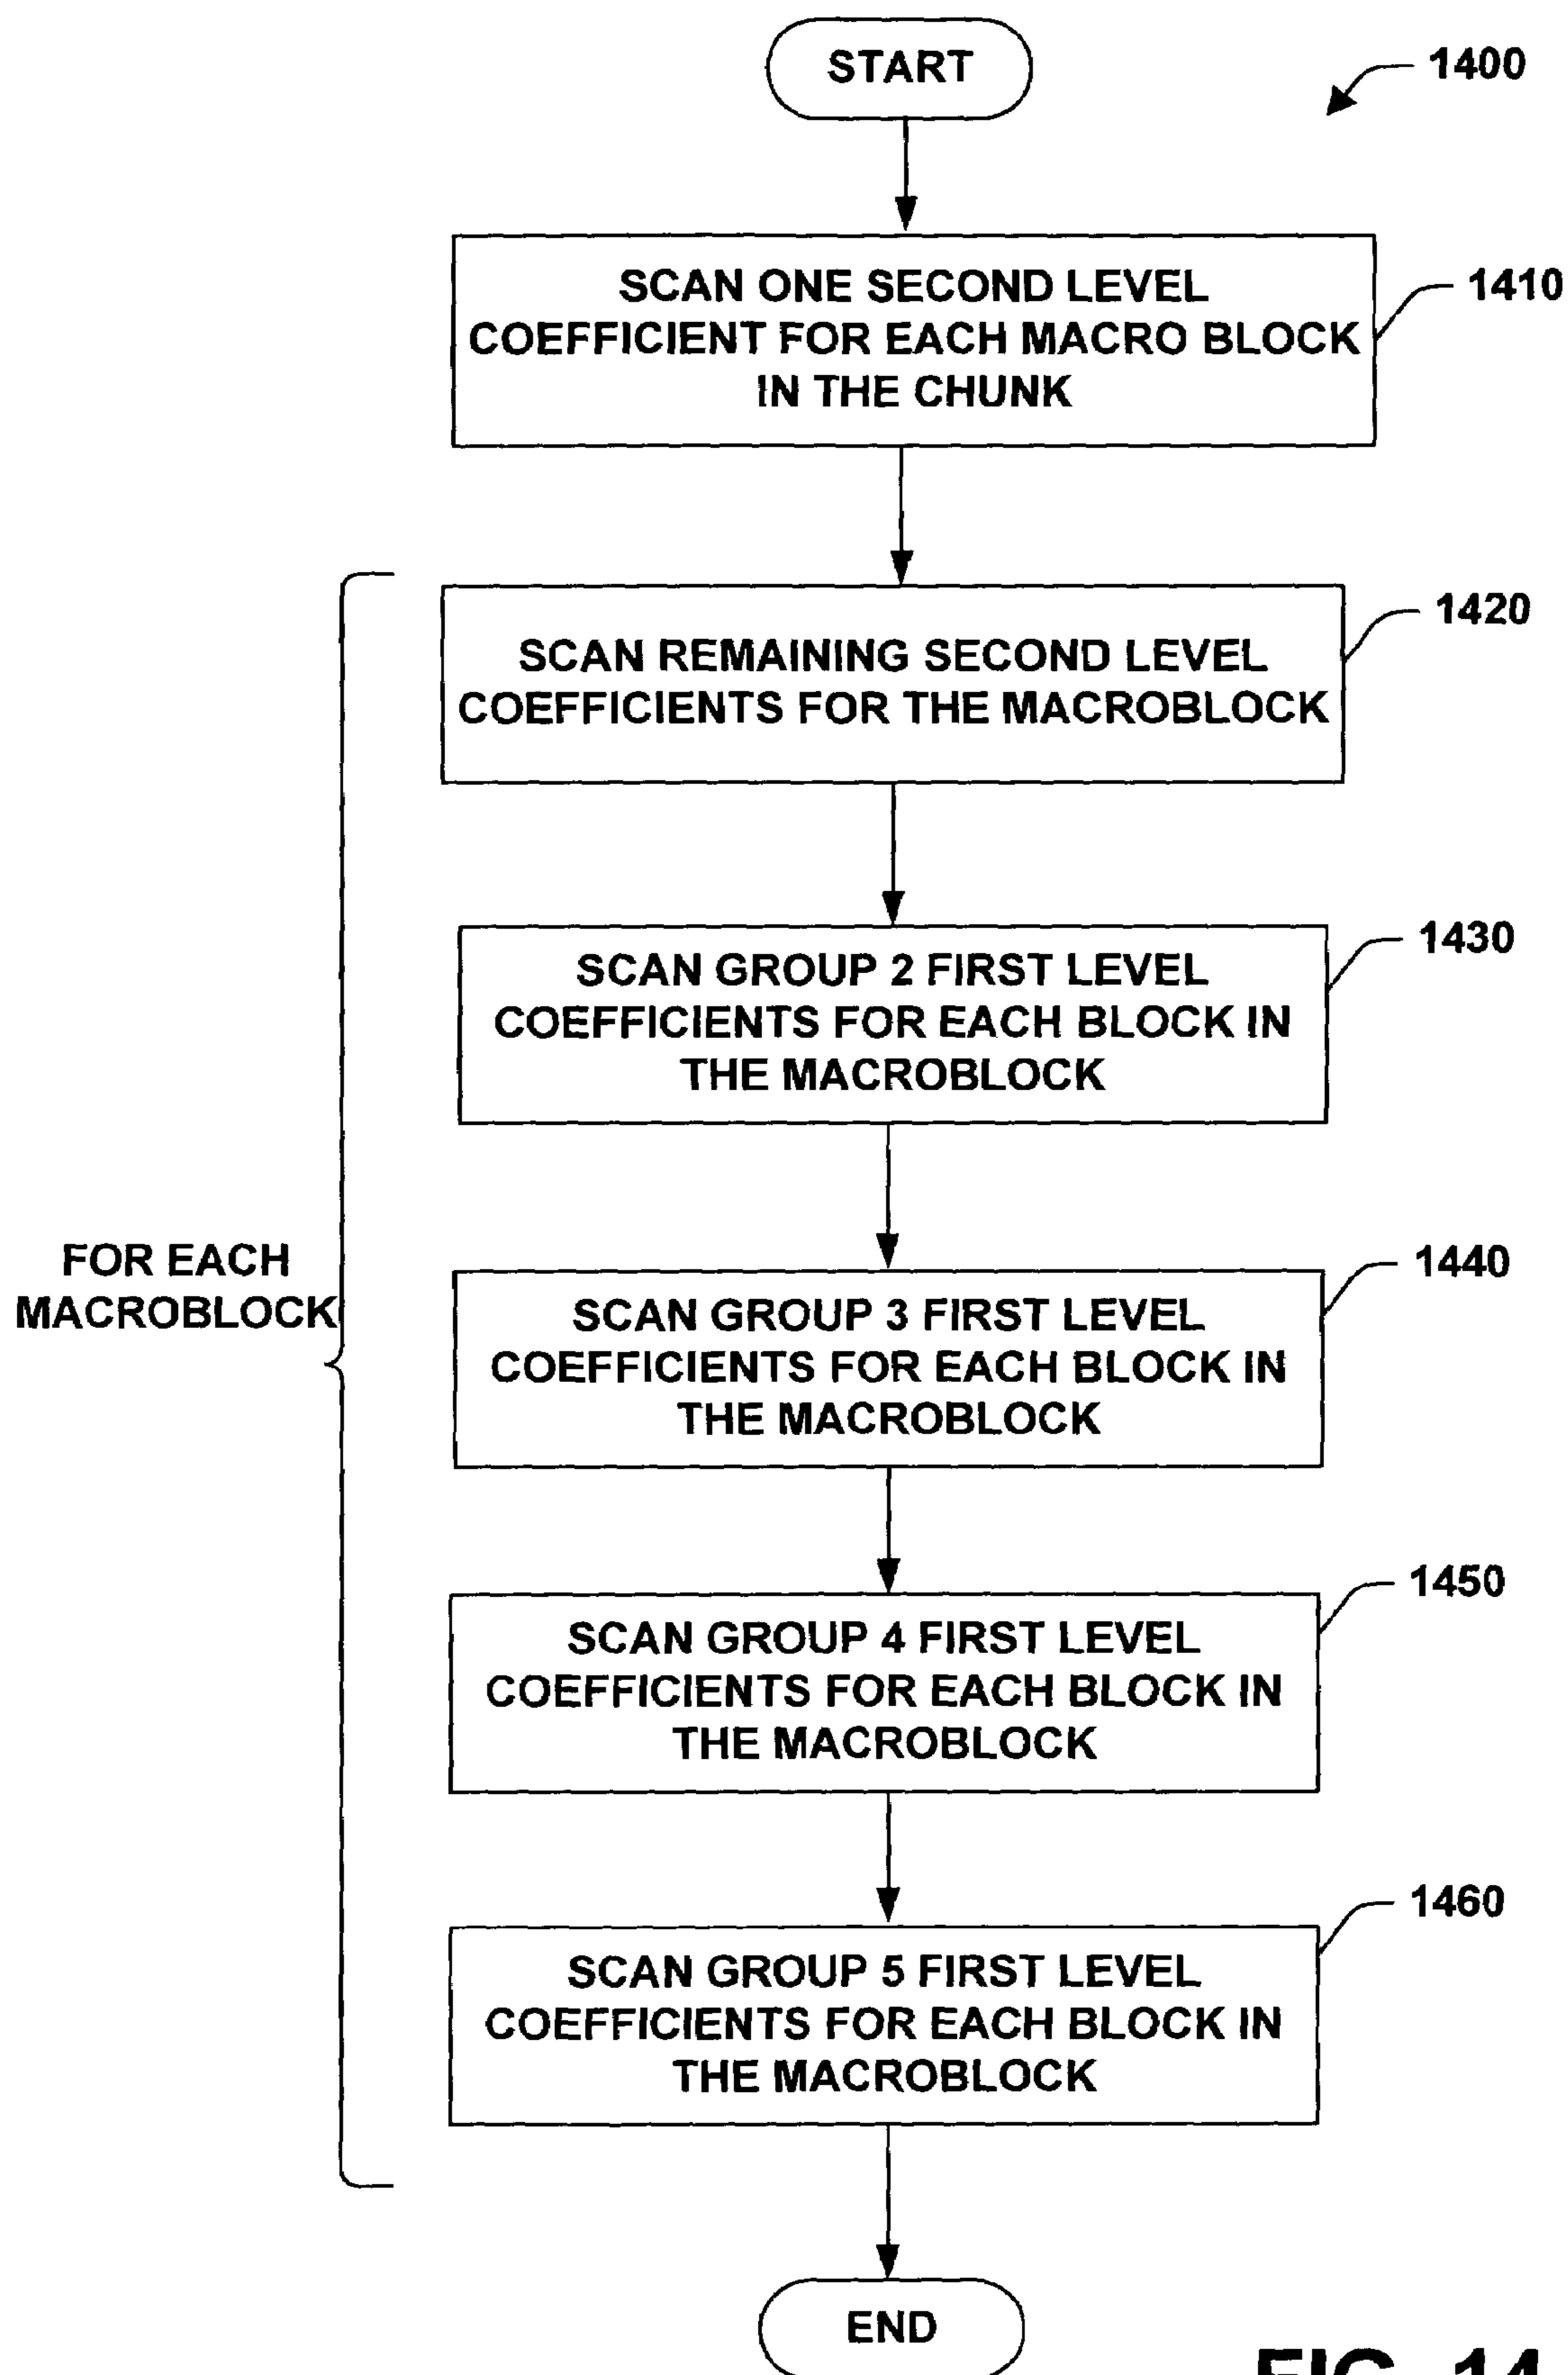 START
1400
SCAN ONE SECOND LEVEL
COEFFICIENT FOR EACH MACRO BLOCK
IN THE CHUNK
1410
SCAN REMAINING SECOND LEVEL
COEFFICIENTS FOR THE MACROBLOCK
1420
SCAN GROUP 2 FIRST LEVEL
COEFFICIENTS FOR EACH BLOCK IN
THE MACROBLOCK
1430
FOR EACH
MACROBLOCK
SCAN GROUP 3 FIRST LEVEL
COEFFICIENTS FOR EACH BLOCK IN
THE MACROBLOCK
1440
SCAN GROUP 4 FIRST LEVEL
COEFFICIENTS FOR EACH BLOCK IN
THE MACROBLOCK
1450
SCAN GROUP 5 FIRST LEVEL
COEFFICIENTS FOR EACH BLOCK IN
THE MACROBLOCK
1460
END
FIG. 14